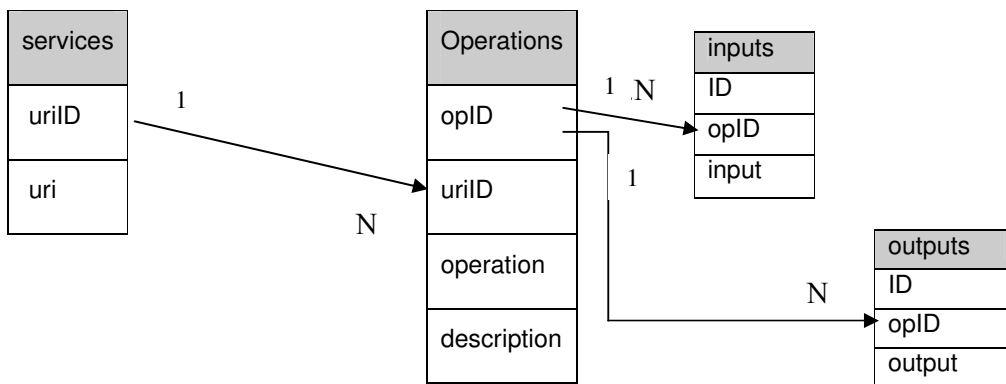 services
uriID
uri
1
N
Operations
opID
uriID
operation
description
1 .N
inputs
ID
opID
input
1
N
outputs
ID
opID
output